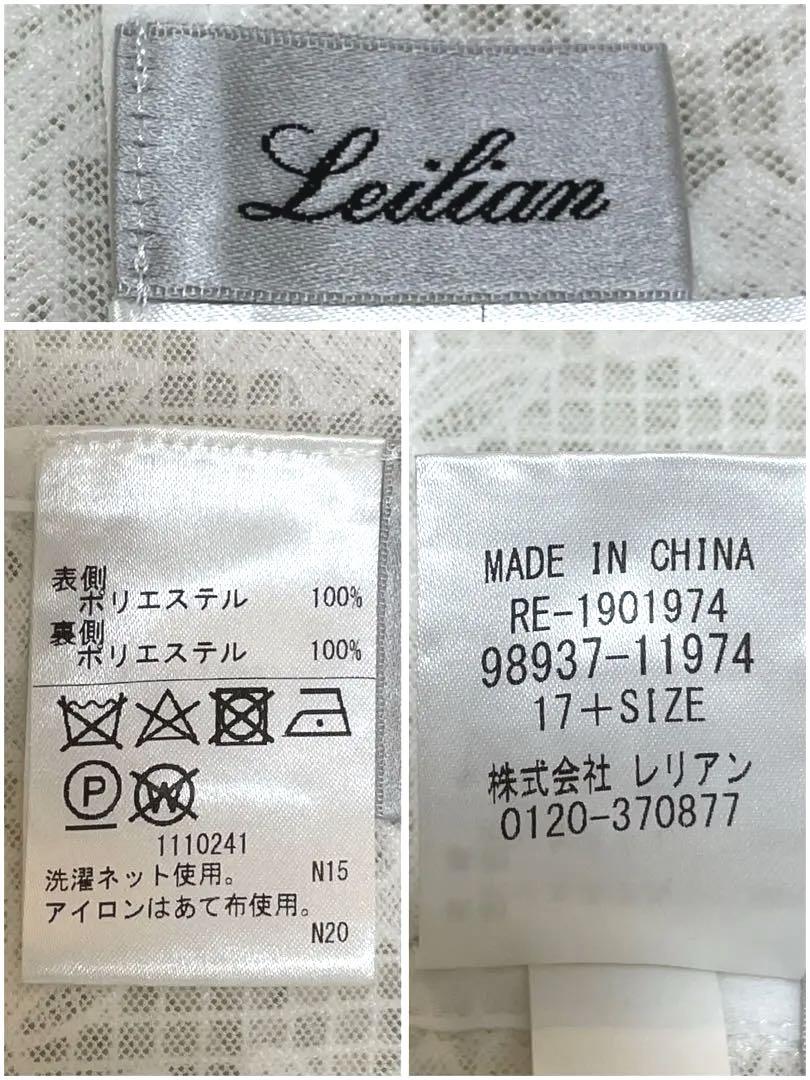 Leilian
表側
ポリエステル 100%
裏側
ポリエステル 100%
P
W
1110241
洗濯ネット使用。 N15
アイロンはあて布使用。
N20
MADE IN CHINA
RE-1901974
98937-11974
17+SIZE
株式会社 レリアン
0120-370877